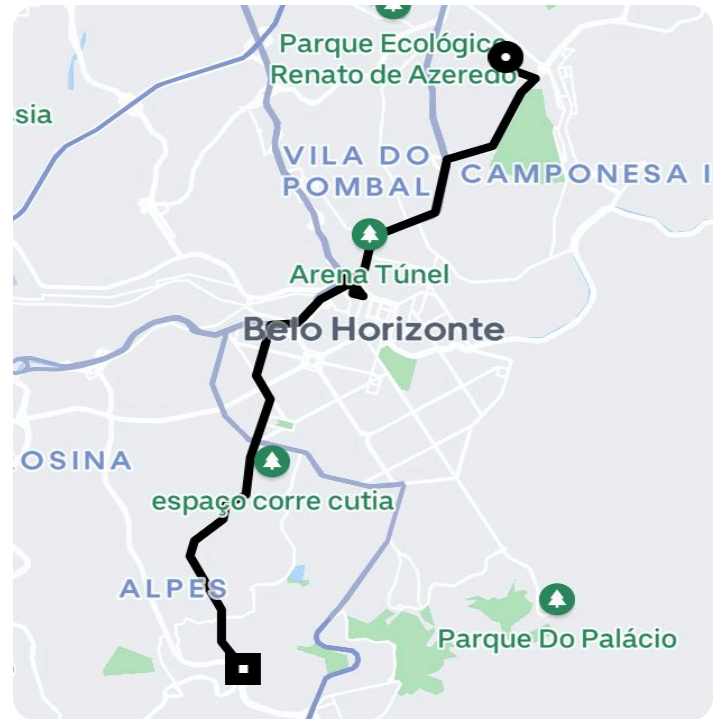 Parque Ecológico
Renato de Azeredo
sia
VILA DO
POMBAL
CAMPONESA I
Arena Túnel
Belo Horizonte
OSINA
espaço corre cutia
ALPES
Parque Do Palácio